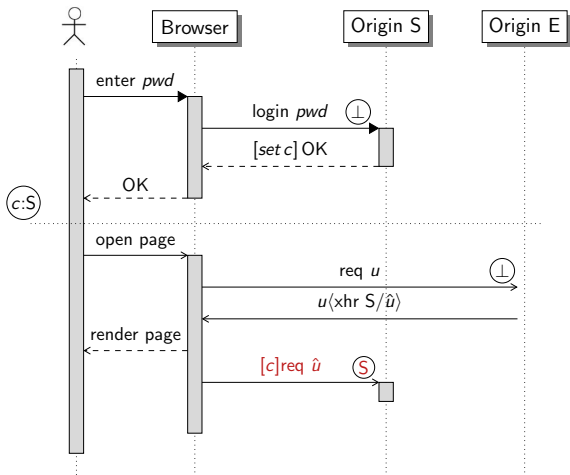 Browser Origin S Origin E
enter pwd
login pwd ⊥
[set c] OK
OK
c:S
open page
req u ⊥
u⟨xhr S/û⟩
render page
[c]req û S